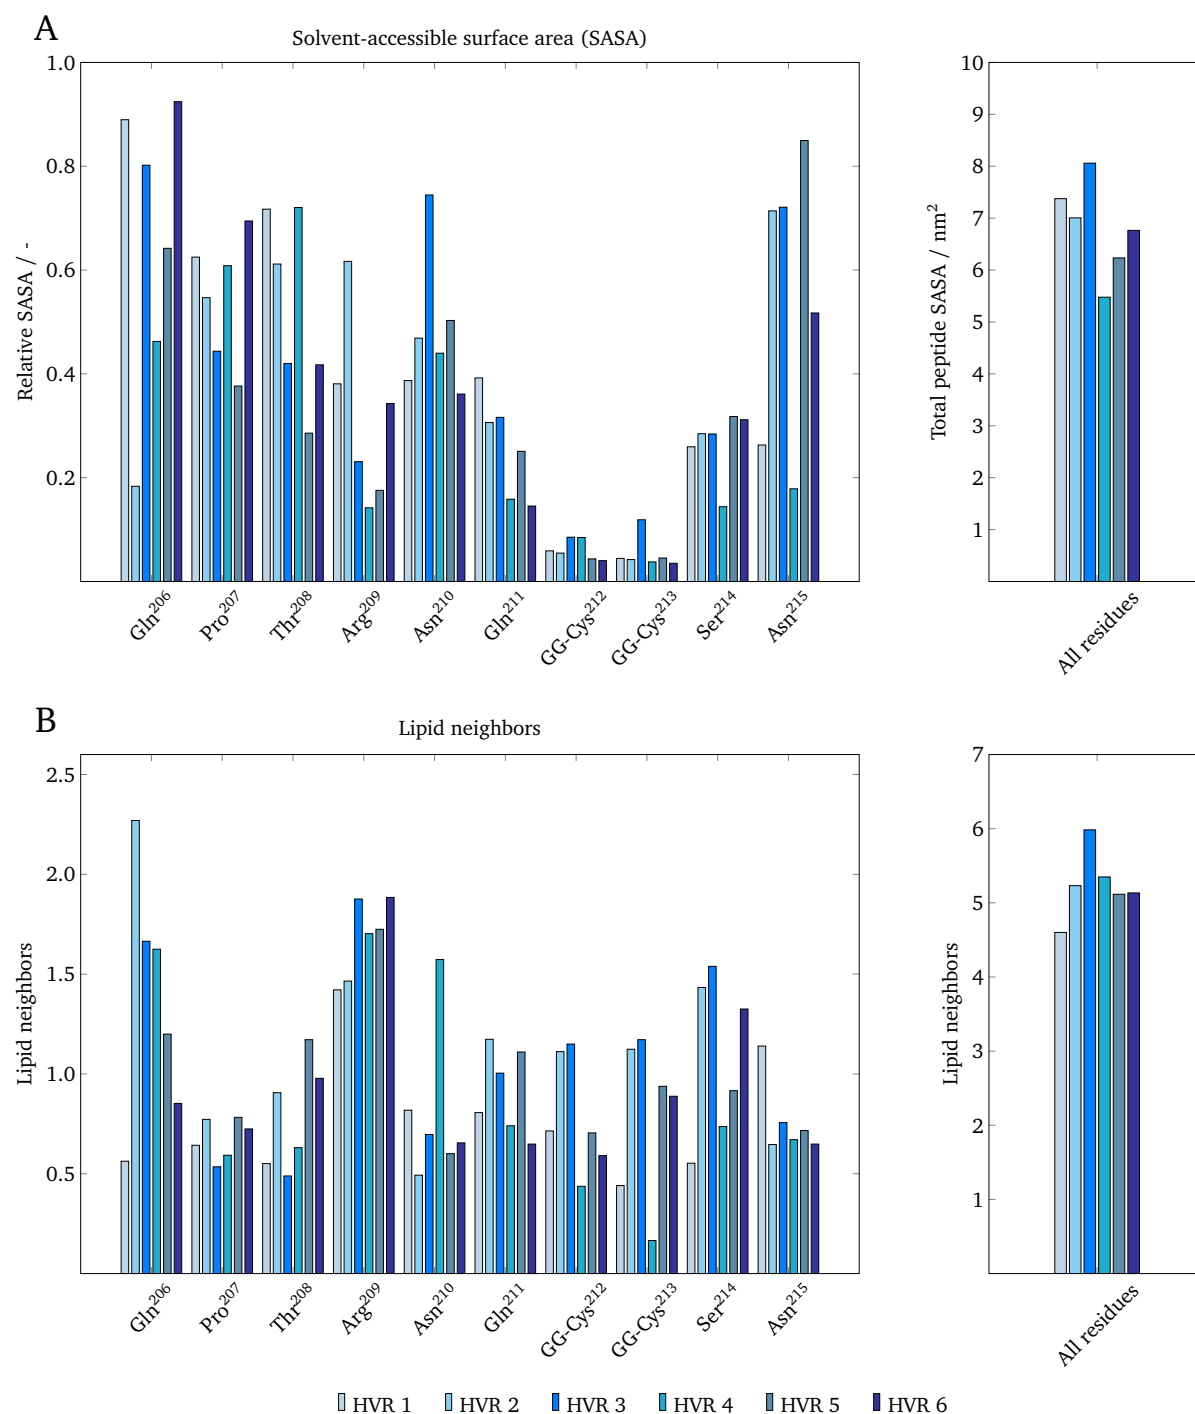 A
Solvent-accessible surface area (SASA)
Relative SASA / -
1.0
0.8
0.6
0.4
0.2
Gln²⁰⁶
Pro²⁰⁷
Thr²⁰⁸
Arg²⁰⁹
Asn²¹⁰
Gln²¹¹
GG-Cys²¹²
GG-Cys²¹³
Ser²¹⁴
Asn²¹⁵
Total peptide SASA / nm²
10
9
8
7
6
5
4
3
2
1
All residues
B
Lipid neighbors
Lipid neighbors
2.5
2.0
1.5
1.0
0.5
Gln²⁰⁶
Pro²⁰⁷
Thr²⁰⁸
Arg²⁰⁹
Asn²¹⁰
Gln²¹¹
GG-Cys²¹²
GG-Cys²¹³
Ser²¹⁴
Asn²¹⁵
Lipid neighbors
7
6
5
4
3
2
1
All residues
HVR 1 HVR 2 HVR 3 HVR 4 HVR 5 HVR 6